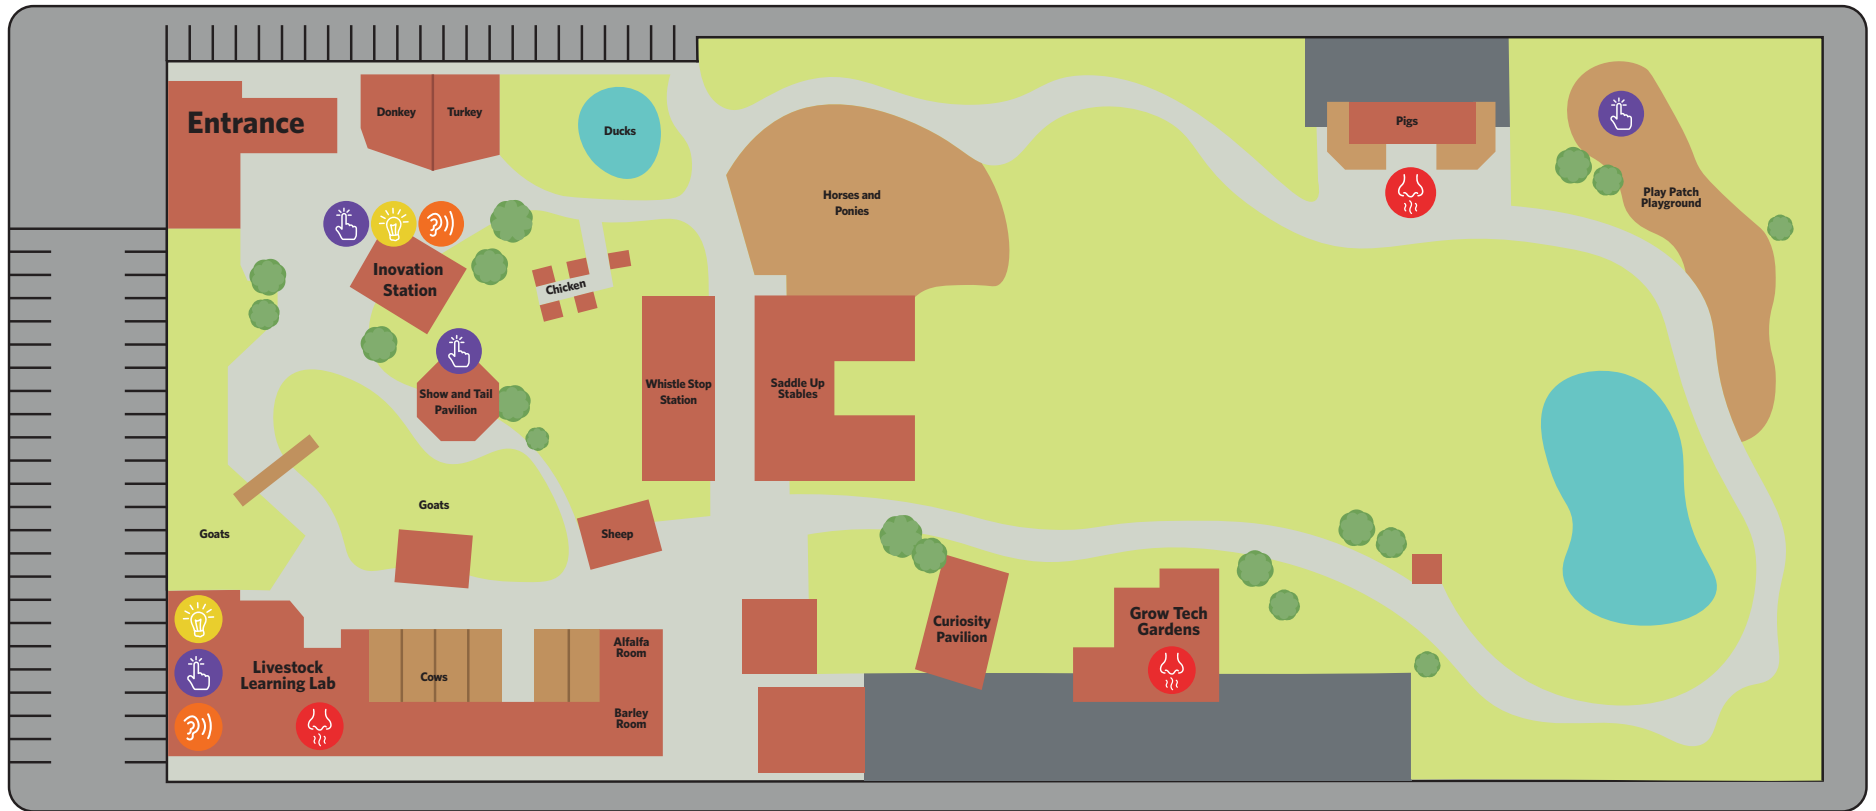 Entrance
Donkey
Turkey
Ducks
Pigs
Horses and
Ponies
Play Patch
Playground
Inovation
Station
Chicken
Show and Tail
Pavilion
Whistle Stop
Station
Saddle Up
Stables
Goats
Goats
Sheep
Livestock
Learning Lab
Cows
Alfalfa
Room
Barley
Room
Curiosity
Pavilion
Grow Tech
Gardens